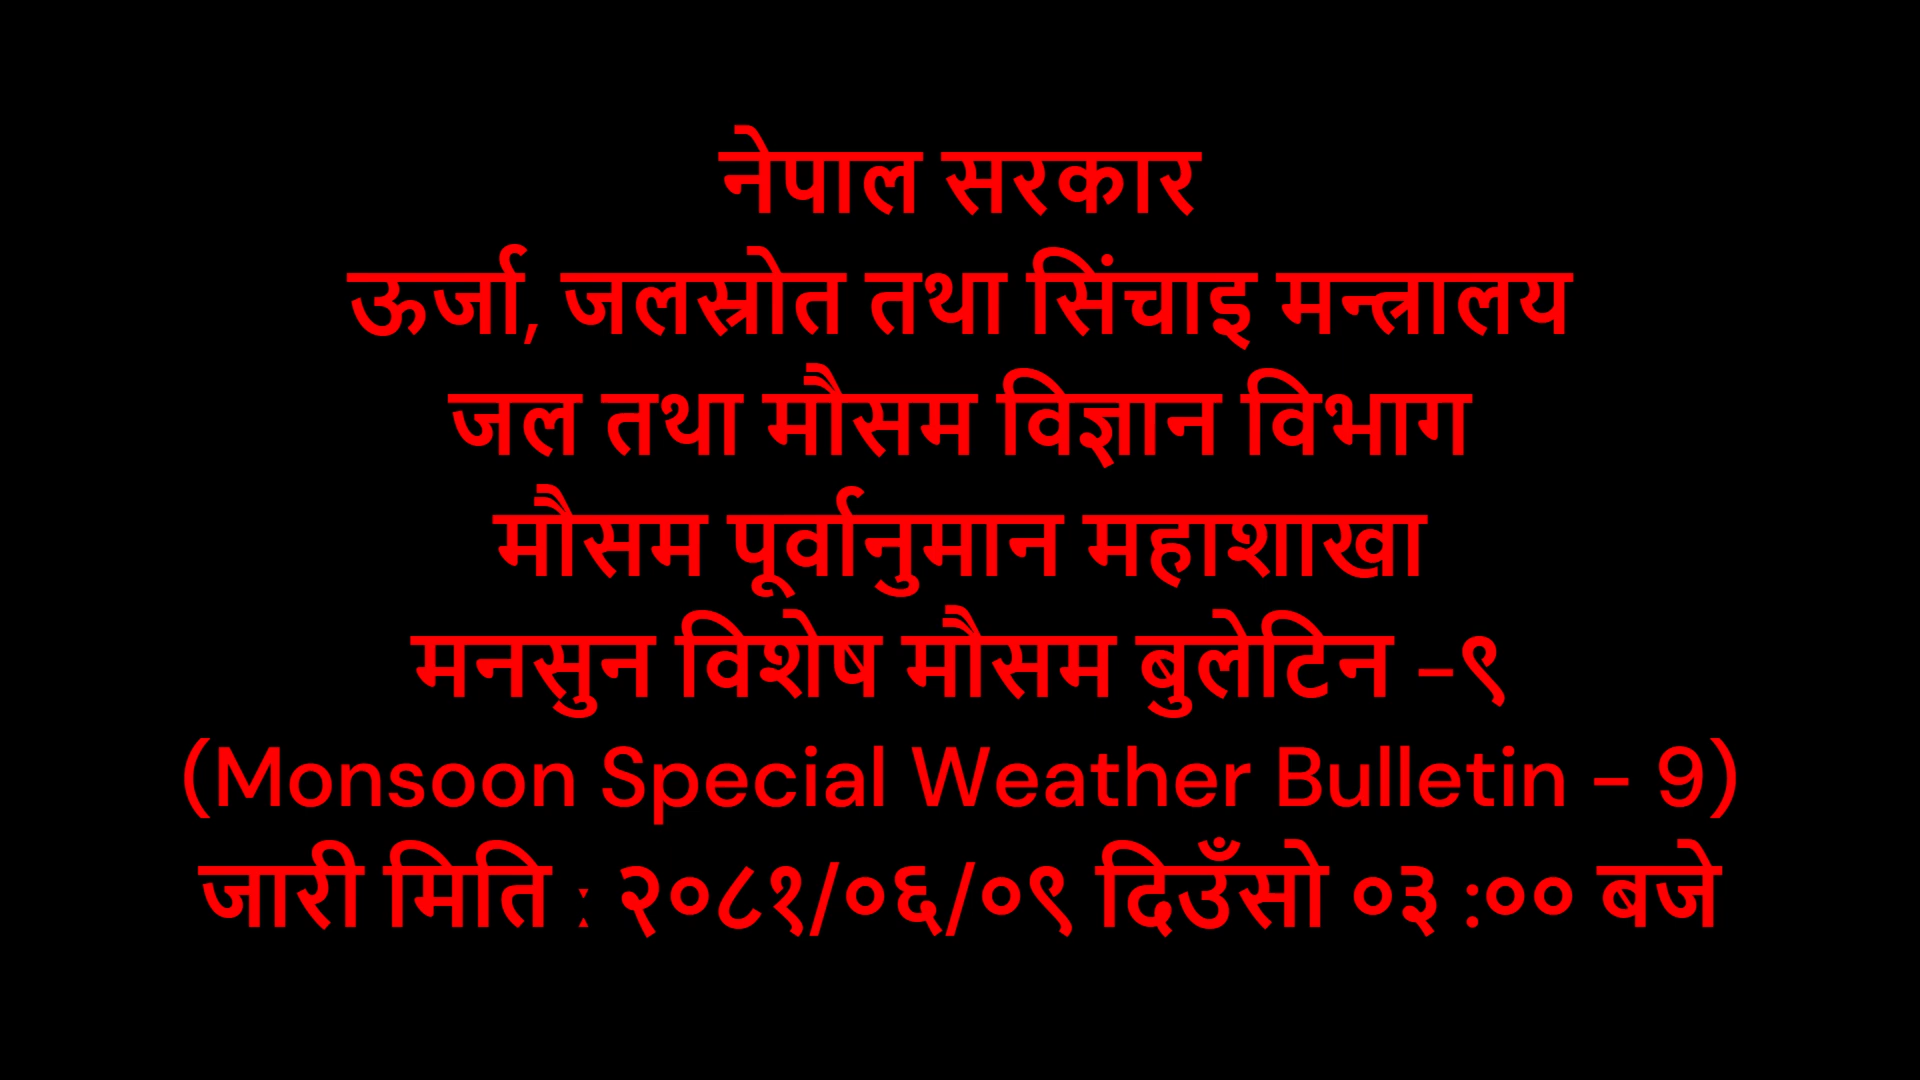 नेपाल सरकार
ऊर्जा, जलस्रोत तथा सिंचाइ मन्त्रालय
जल तथा मौसम विज्ञान विभाग
मौसम पूर्वानुमान महाशाखा
मनसुन विशेष मौसम बुलेटिन -९
(Monsoon Special Weather Bulletin - 9)
जारी मिति : २०८१/०६/०९ दिउँसो ०३ :०० बजे